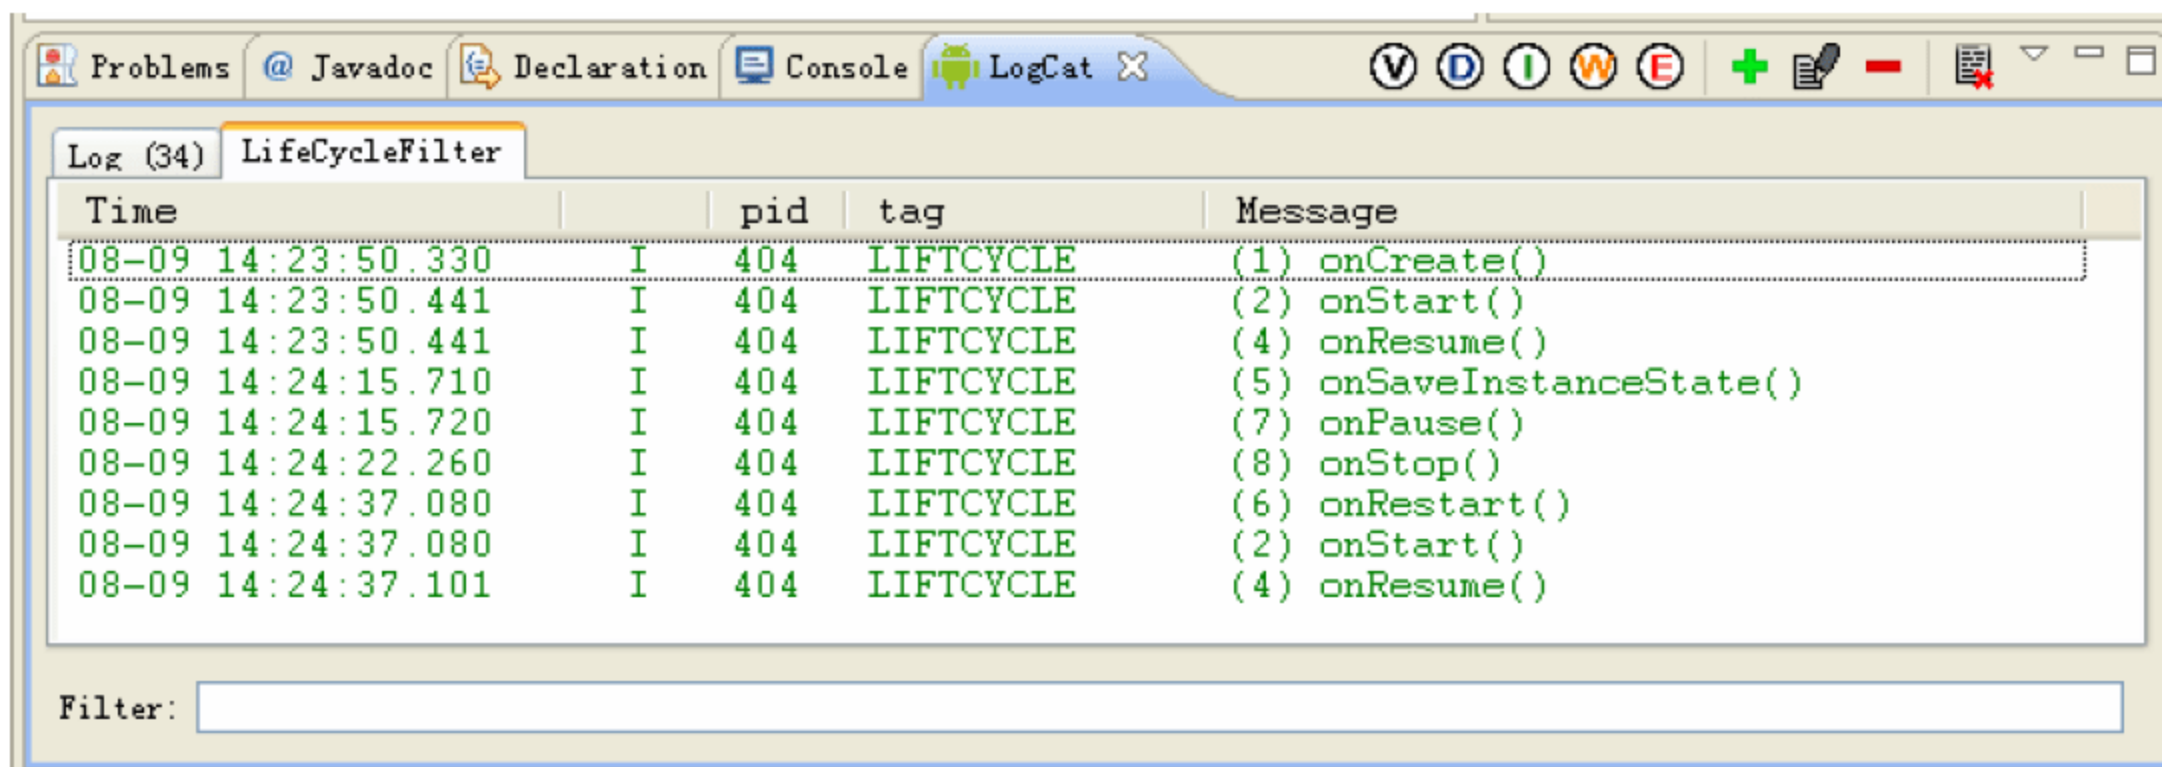 Problems @ Javadoc Declaration Console LogCat
V D I W E
Log (34) LifeCycleFilter
Time pid tag Message
08-09 14:23:50.330 I 404 LIFTCYCLE (1) onCreate()
08-09 14:23:50.441 I 404 LIFTCYCLE (2) onStart()
08-09 14:23:50.441 I 404 LIFTCYCLE (4) onResume()
08-09 14:24:15.710 I 404 LIFTCYCLE (5) onSaveInstanceState()
08-09 14:24:15.720 I 404 LIFTCYCLE (7) onPause()
08-09 14:24:22.260 I 404 LIFTCYCLE (8) onStop()
08-09 14:24:37.080 I 404 LIFTCYCLE (6) onRestart()
08-09 14:24:37.080 I 404 LIFTCYCLE (2) onStart()
08-09 14:24:37.101 I 404 LIFTCYCLE (4) onResume()
Filter: